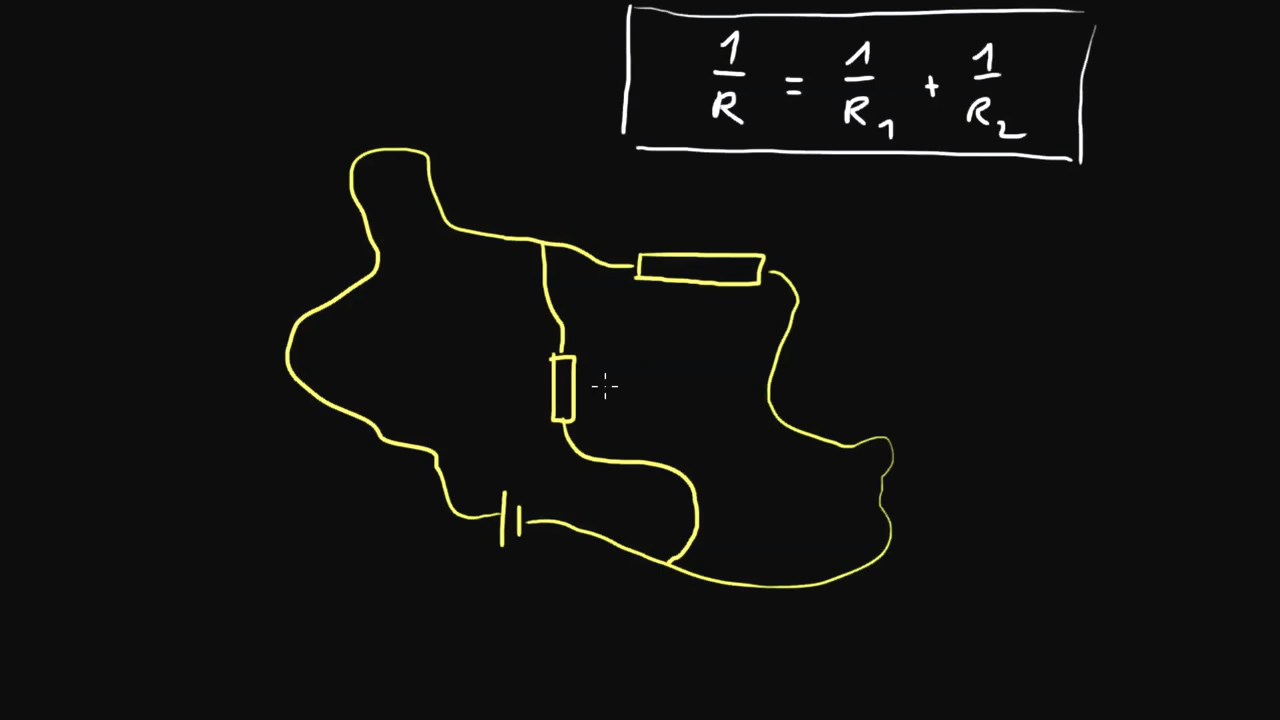 1/R = 1/R₁ + 1/R₂